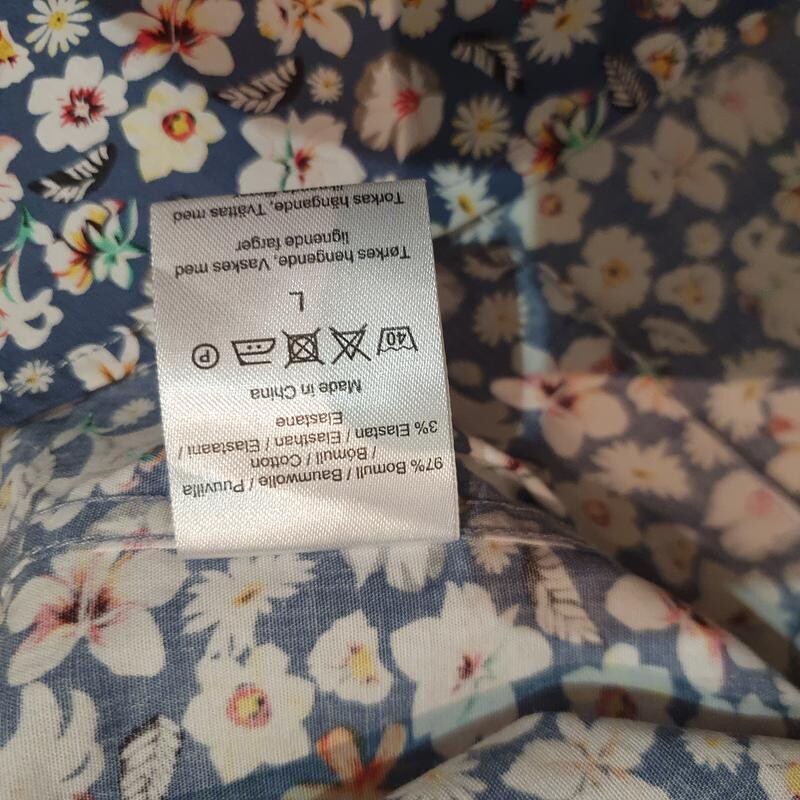 97% Bomull / Baumwolle / Puuvilla
/ Bómull / Cotton
3% Elastan / Elasthan / Elastaani /
Elastane
Made in China
40 P
L
Tørkes hengende, Vaskes med
lignende farger
Torkas hängande, Tvättas med